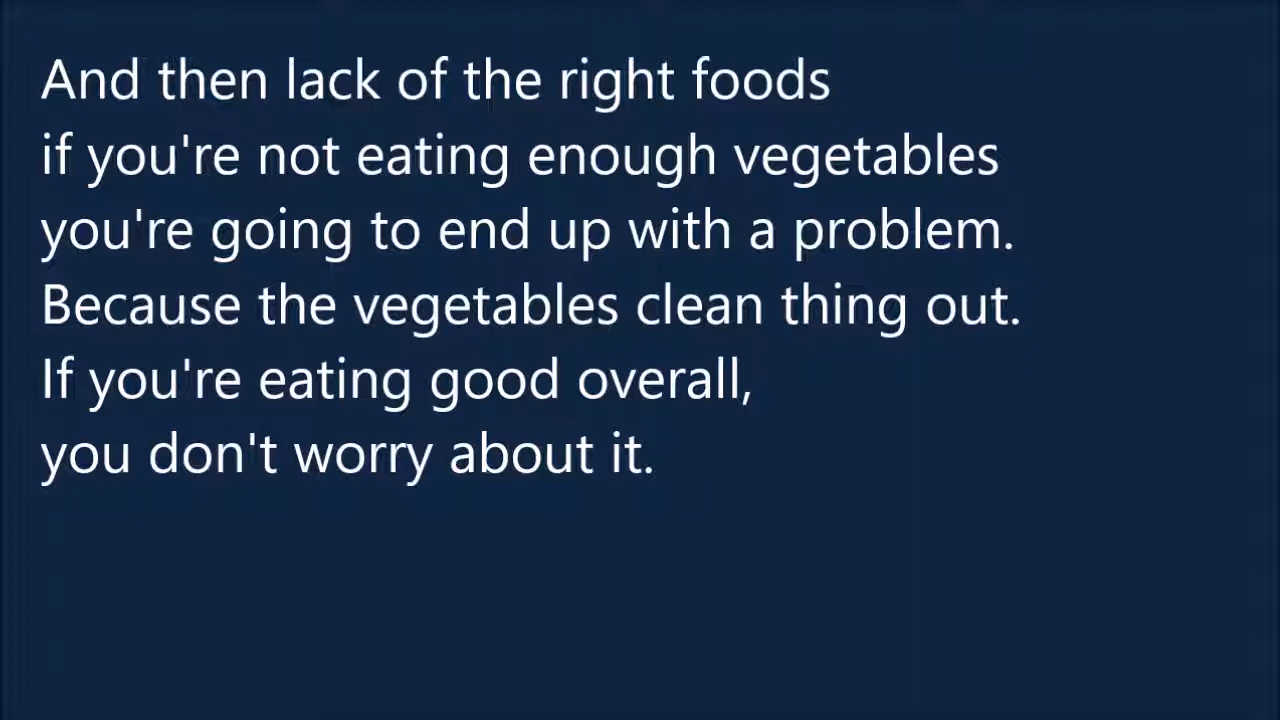 And then lack of the right foods
if you're not eating enough vegetables
you're going to end up with a problem.
Because the vegetables clean thing out.
If you're eating good overall,
you don't worry about it.